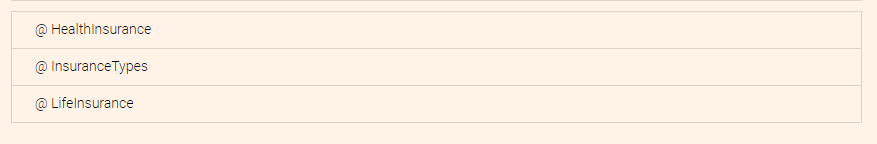 @ HealthInsurance
@ InsuranceTypes
@ LifeInsurance